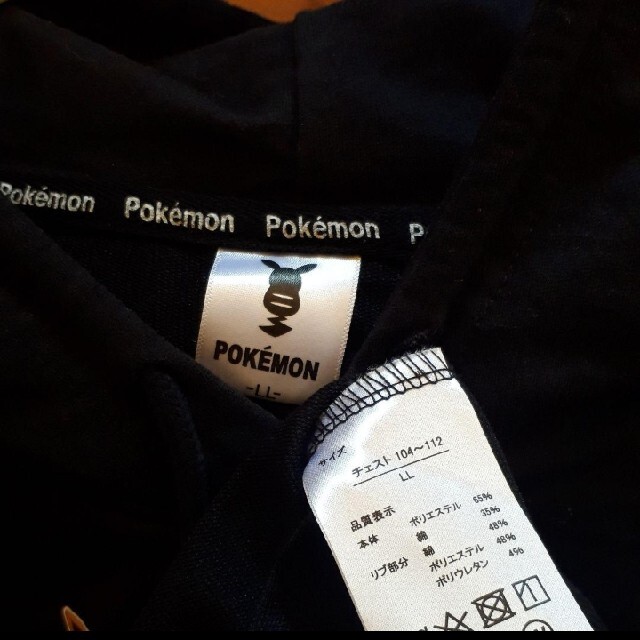 Pokémon Pokémon Pokémon P
POKÉMON
-LL-
サイズ
チェスト 104～112
LL
品質表示
本体 ポリエステル 65%
綿 35%
リブ部分 綿 48%
ポリエステル 48%
ポリウレタン 4%